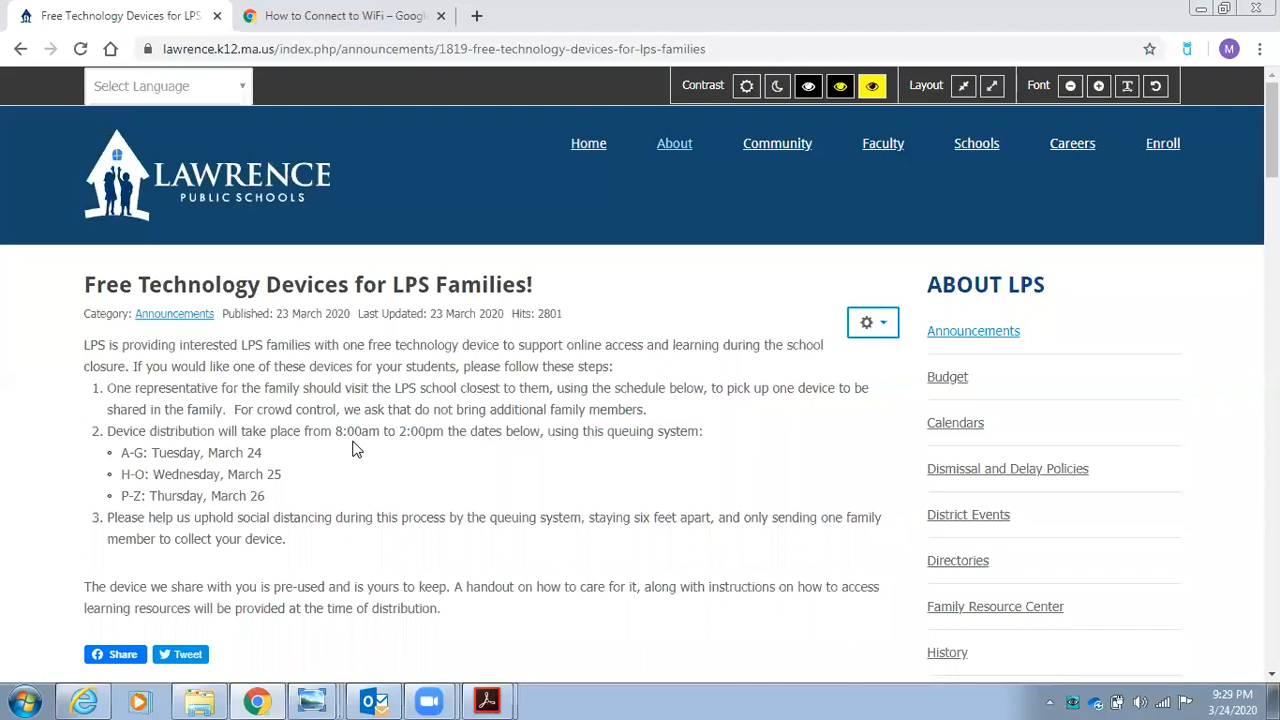 Free Technology Devices for LPS
How to Connect to WiFi – Google
lawrence.k12.ma.us/index.php/announcements/1819-free-technology-devices-for-lps-families
M
Select Language
Contrast
Layout
Font
Home
About
Community
Faculty
Schools
Careers
Enroll
LAWRENCE
PUBLIC SCHOOLS
Free Technology Devices for LPS Families!
Category: Announcements Published: 23 March 2020 Last Updated: 23 March 2020 Hits: 2801
LPS is providing interested LPS families with one free technology device to support online access and learning during the school
closure. If you would like one of these devices for your students, please follow these steps:
1. One representative for the family should visit the LPS school closest to them, using the schedule below, to pick up one device to be
shared in the family. For crowd control, we ask that do not bring additional family members.
2. Device distribution will take place from 8:00am to 2:00pm the dates below, using this queuing system:
A-G: Tuesday, March 24
H-O: Wednesday, March 25
P-Z: Thursday, March 26
3. Please help us uphold social distancing during this process by the queuing system, staying six feet apart, and only sending one family
member to collect your device.
The device we share with you is pre-used and is yours to keep. A handout on how to care for it, along with instructions on how to access
learning resources will be provided at the time of distribution.
Share
Tweet
ABOUT LPS
Announcements
Budget
Calendars
Dismissal and Delay Policies
District Events
Directories
Family Resource Center
History
9:29 PM
3/24/2020